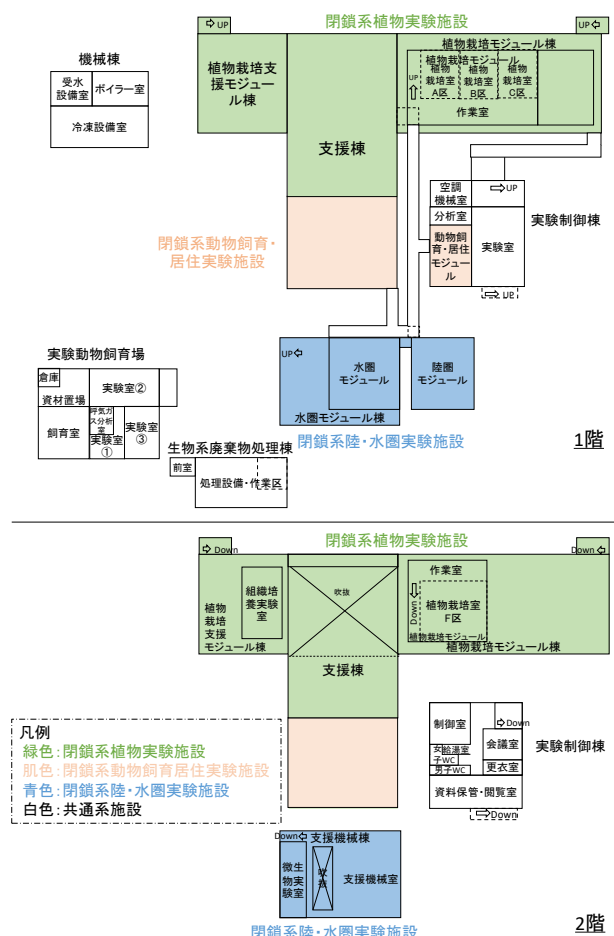 閉鎖系植物実験施設
UP
UP
機械棟
受水
設備室
ボイラー室
冷凍設備室
植物栽培支
援モジュー
ル棟
支援棟
植物栽培モジュール棟
植物栽培モジュール
UP
植物
栽培室
A区
植物
栽培室
B区
植物
栽培室
C区
作業室
空調
機械室
UP
分析室
実験制御棟
動物飼
育・居住
モジュー
ル
実験室
UP
閉鎖系動物飼育・
居住実験施設
UP
水圏
モジュール
陸圏
モジュール
水圏モジュール棟
閉鎖系陸・水圏実験施設
実験動物飼育場
倉庫
資材置場
実験室②
飼育室
呼気ガ
ス分析
室
実験室
①
実験室
③
生物系廃棄物処理棟
前室
処理設備・作業区
1階
閉鎖系植物実験施設
Down
Down
組織培
養実験
室
植物
栽培
支援
モジュール棟
吹抜
支援棟
作業室
Down
植物栽培室
F区
植物栽培モジュール
植物栽培モジュール棟
制御室
Down
女
子WC
給湯室
男子WC
会議室
更衣室
実験制御棟
資料保管・閲覧室
Down
凡例
緑色：閉鎖系植物実験施設
肌色：閉鎖系動物飼育居住実験施設
青色：閉鎖系陸・水圏実験施設
白色：共通系施設
Down
支援機械棟
微生
物実
験室
吹抜
支援機械室
閉鎖系陸・水圏実験施設
2階